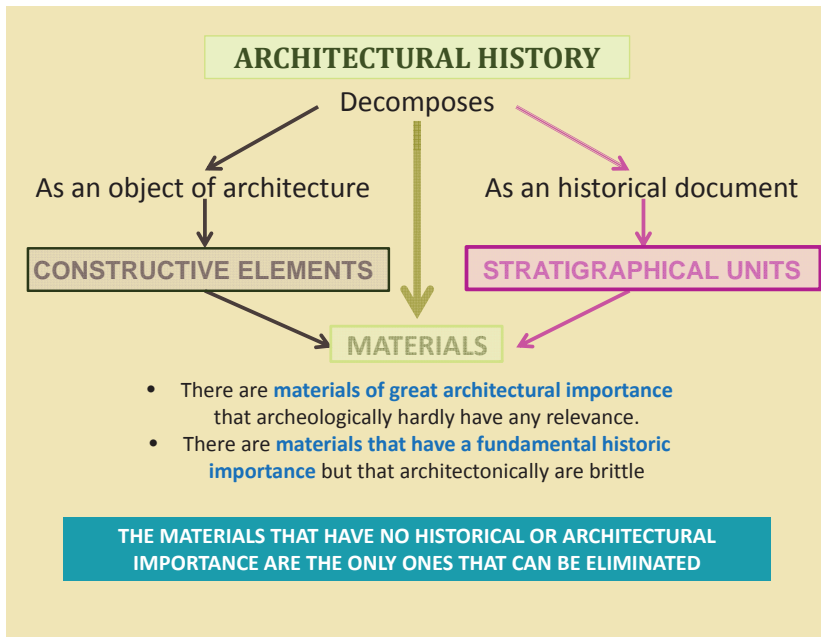 ARCHITECTURAL HISTORY
Decomposes
As an object of architecture
As an historical document
CONSTRUCTIVE ELEMENTS
STRATIGRAPHICAL UNITS
MATERIALS
• There are materials of great architectural importance
that archeologically hardly have any relevance.
• There are materials that have a fundamental historic
importance but that architectonically are brittle
THE MATERIALS THAT HAVE NO HISTORICAL OR ARCHITECTURAL
IMPORTANCE ARE THE ONLY ONES THAT CAN BE ELIMINATED